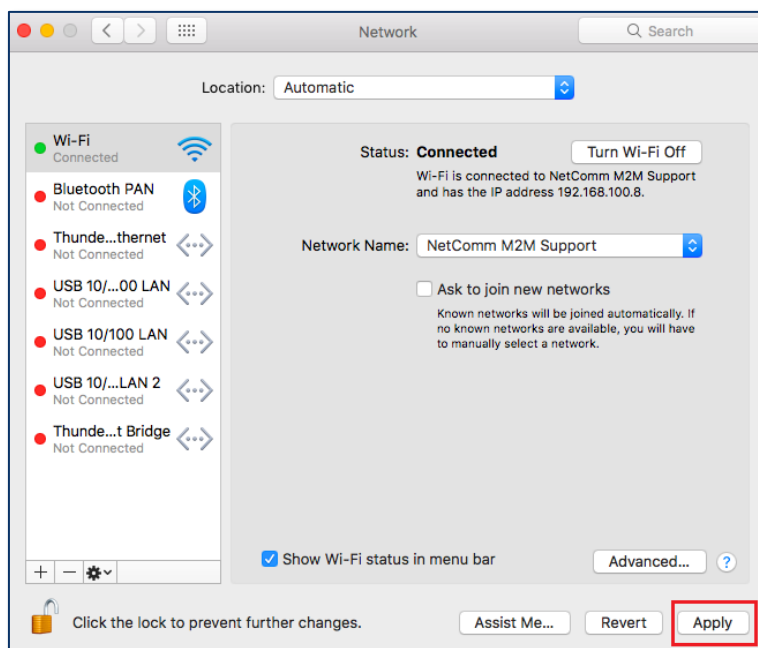 Network
Search
Location: Automatic
Wi-Fi
Connected
Bluetooth PAN
Not Connected
Thunde...thernet
Not Connected
USB 10/...00 LAN
Not Connected
USB 10/100 LAN
Not Connected
USB 10/...LAN 2
Not Connected
Thunde...t Bridge
Not Connected
Status: Connected
Turn Wi-Fi Off
Wi-Fi is connected to NetComm M2M Support
and has the IP address 192.168.100.8.
Network Name: NetComm M2M Support
Ask to join new networks
Known networks will be joined automatically. If
no known networks are available, you will have
to manually select a network.
Show Wi-Fi status in menu bar
Advanced...
?
Click the lock to prevent further changes.
Assist Me...
Revert
Apply